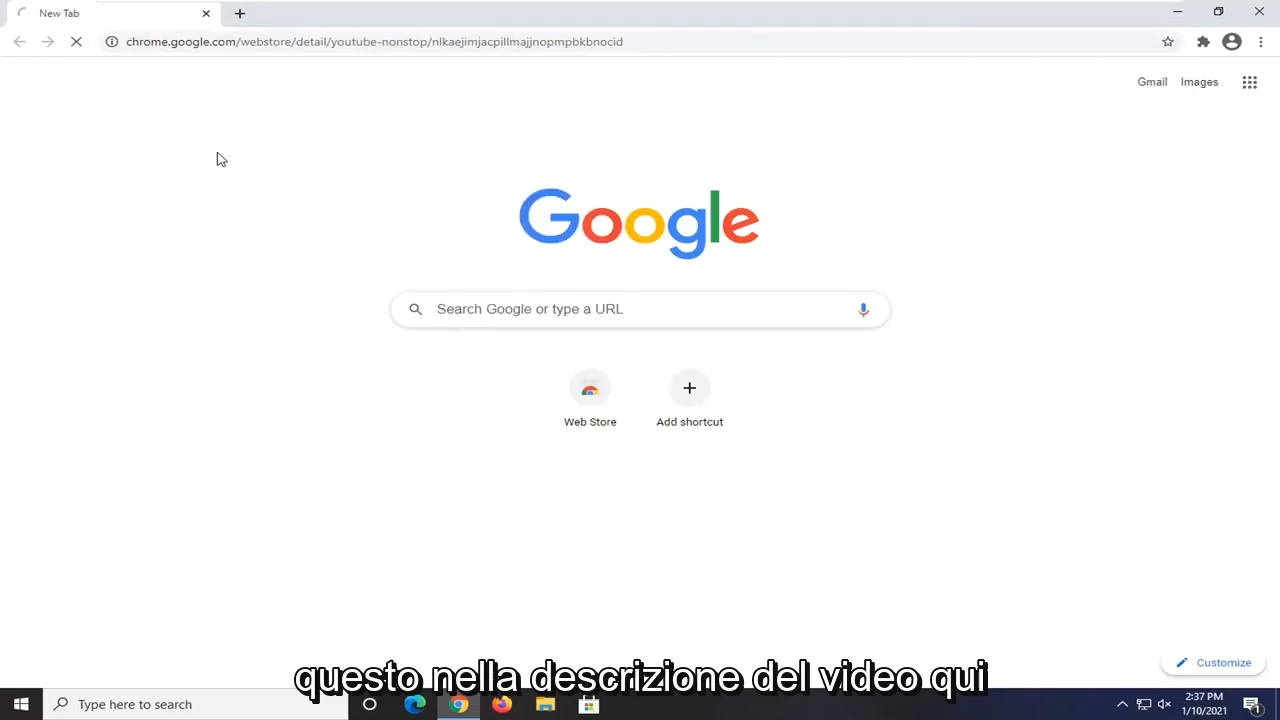 New Tab
chrome.google.com/webstore/detail/youtube-nonstop/nlkaejimjacpillmajjnopmpbkbnocid
Gmail Images
Google
Search Google or type a URL
Web Store Add shortcut
Customize
questo nella descrizione del video qui
Type here to search
2:37 PM
1/10/2021
1